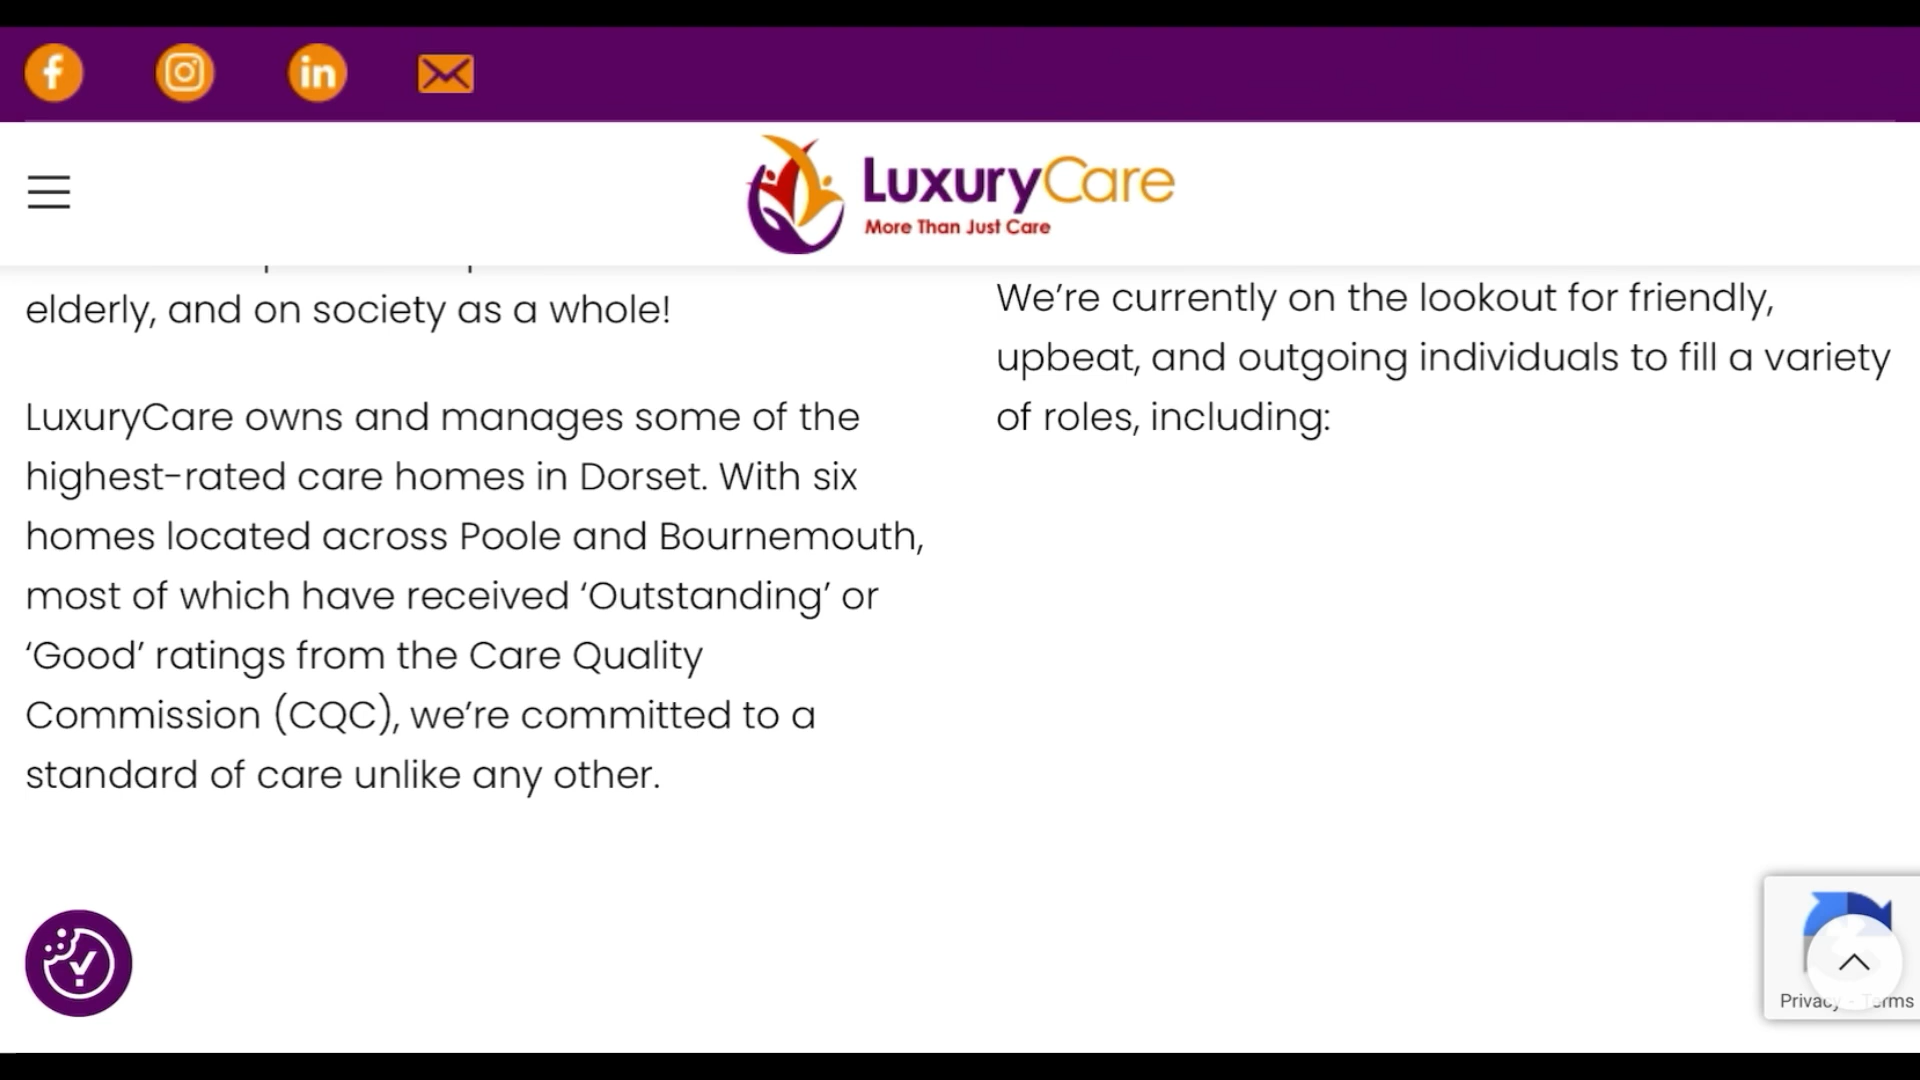 LuxuryCare
More Than Just Care
elderly, and on society as a whole!
LuxuryCare owns and manages some of the
highest-rated care homes in Dorset. With six
homes located across Poole and Bournemouth,
most of which have received ‘Outstanding’ or
‘Good’ ratings from the Care Quality
Commission (CQC), we’re committed to a
standard of care unlike any other.
We’re currently on the lookout for friendly,
upbeat, and outgoing individuals to fill a variety
of roles, including:
Privacy - Terms